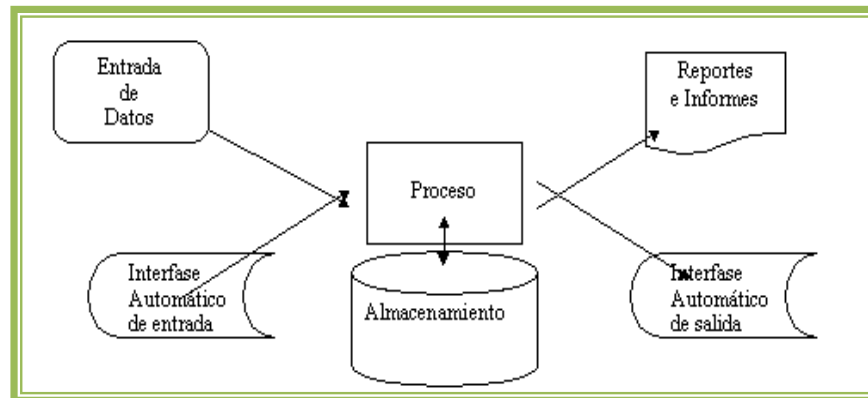 Entrada
de
Datos
Reportes
e Informes
Proceso
Interfase
Automático
de entrada
Almacenamiento
Interfase
Automático
de salida